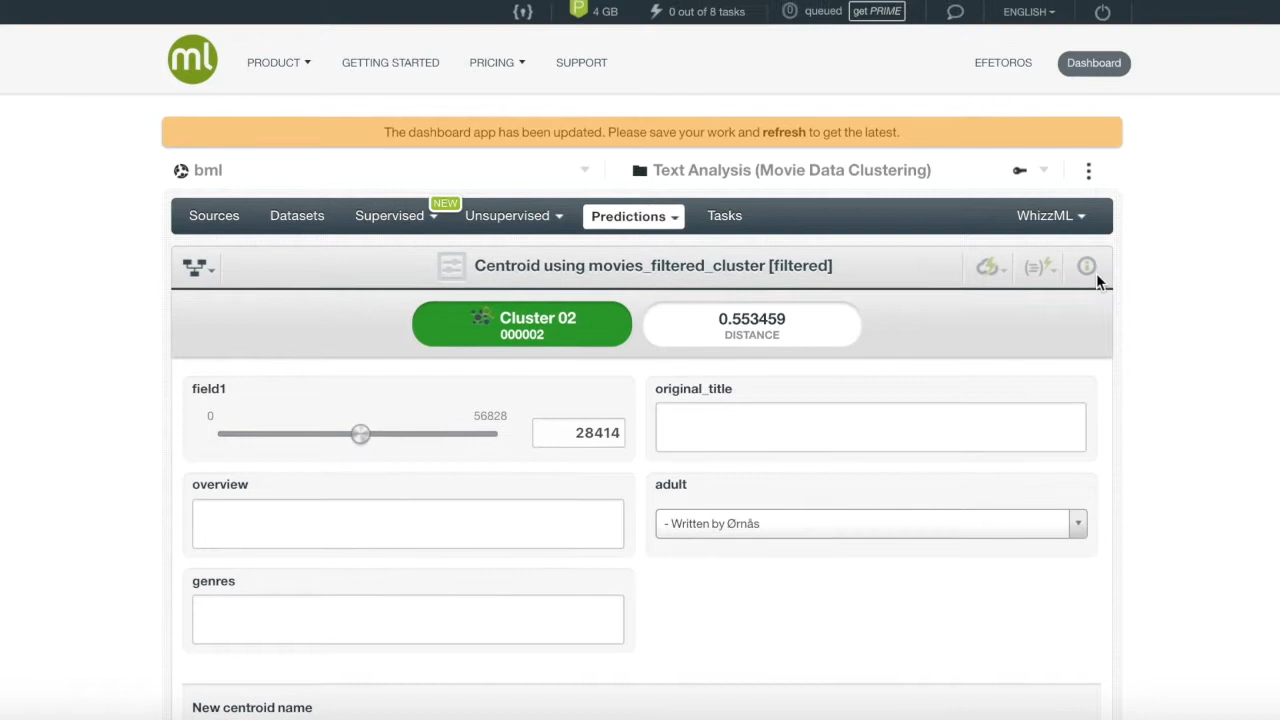 P 4 GB 0 out of 8 tasks 0 queued get PRIME ENGLISH
ml PRODUCT GETTING STARTED PRICING SUPPORT EFETOROS Dashboard
The dashboard app has been updated. Please save your work and refresh to get the latest.
bml Text Analysis (Movie Data Clustering)
NEW
Sources Datasets Supervised Unsupervised Predictions Tasks WhizzML
Centroid using movies_filtered_cluster [filtered]
Cluster 02
000002
0.553459
DISTANCE
field1
0 56828
28414
original_title
overview
adult
- Written by Ørnås
genres
New centroid name